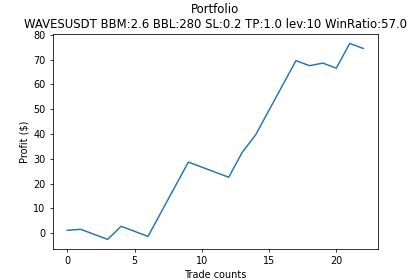 Portfolio
WAVESUSDT BBM:2.6 BBL:280 SL:0.2 TP:1.0 lev:10 WinRatio:57.0
80
70
60
50
40
30
20
10
0
Profit ($)
0 5 10 15 20
Trade counts